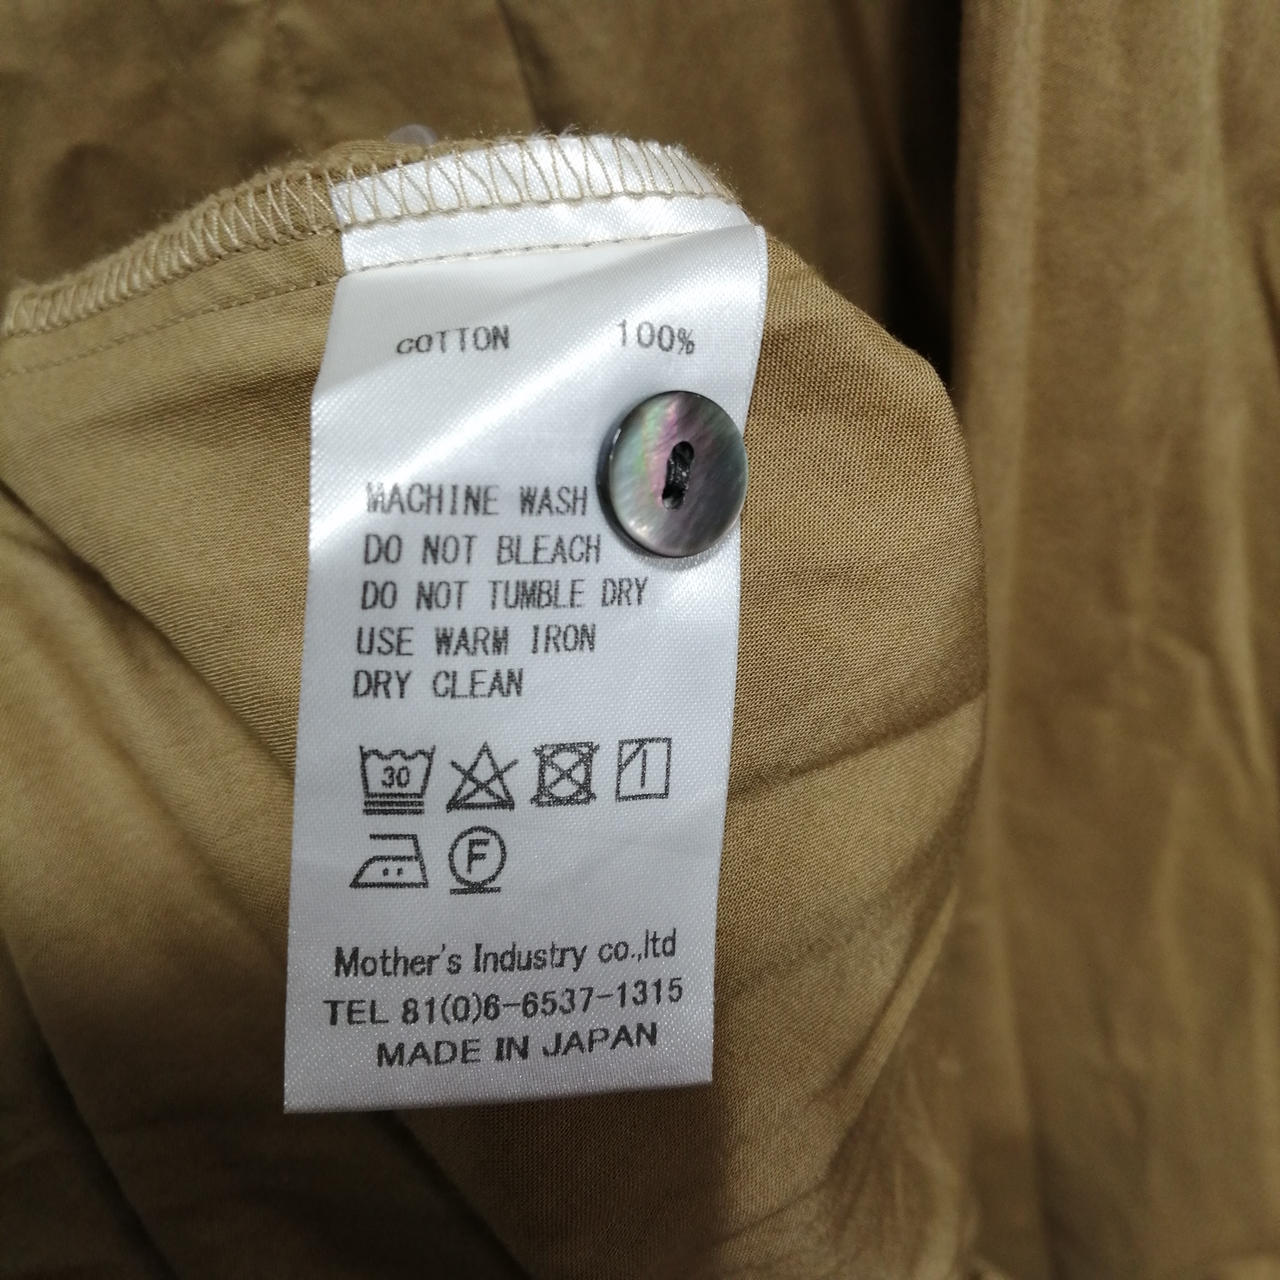 COTTON 100%
MACHINE WASH
DO NOT BLEACH
DO NOT TUMBLE DRY
USE WARM IRON
DRY CLEAN
30
F
Mother's Industry co.,ltd
TEL 81(0)6-6537-1315
MADE IN JAPAN